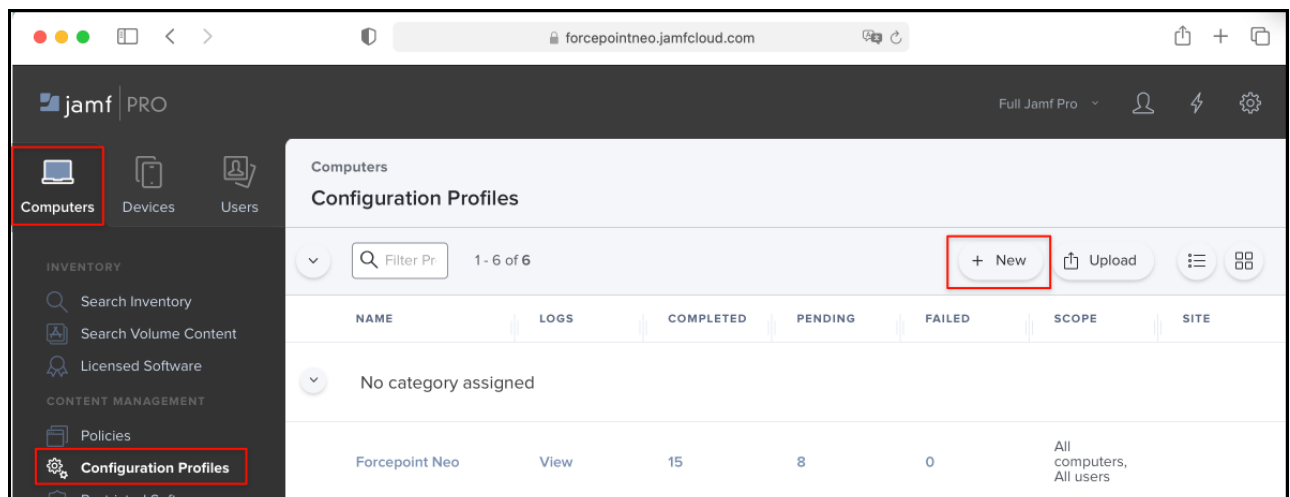 forcepointneo.jamfcloud.com
jamf PRO
Full Jamf Pro
Computers
Devices
Users
Computers
Configuration Profiles
INVENTORY
Search Inventory
Search Volume Content
Licensed Software
CONTENT MANAGEMENT
Policies
Configuration Profiles
Filter Pr
1 - 6 of 6
+ New
Upload
NAME LOGS COMPLETED PENDING FAILED SCOPE SITE
No category assigned
Forcepoint Neo View 15 8 0 All
computers,
All users